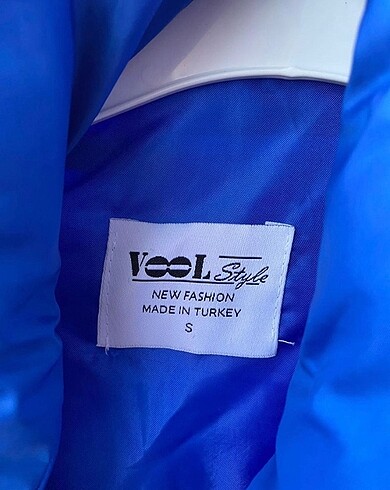 VOOL Style
NEW FASHION
MADE IN TURKEY
S